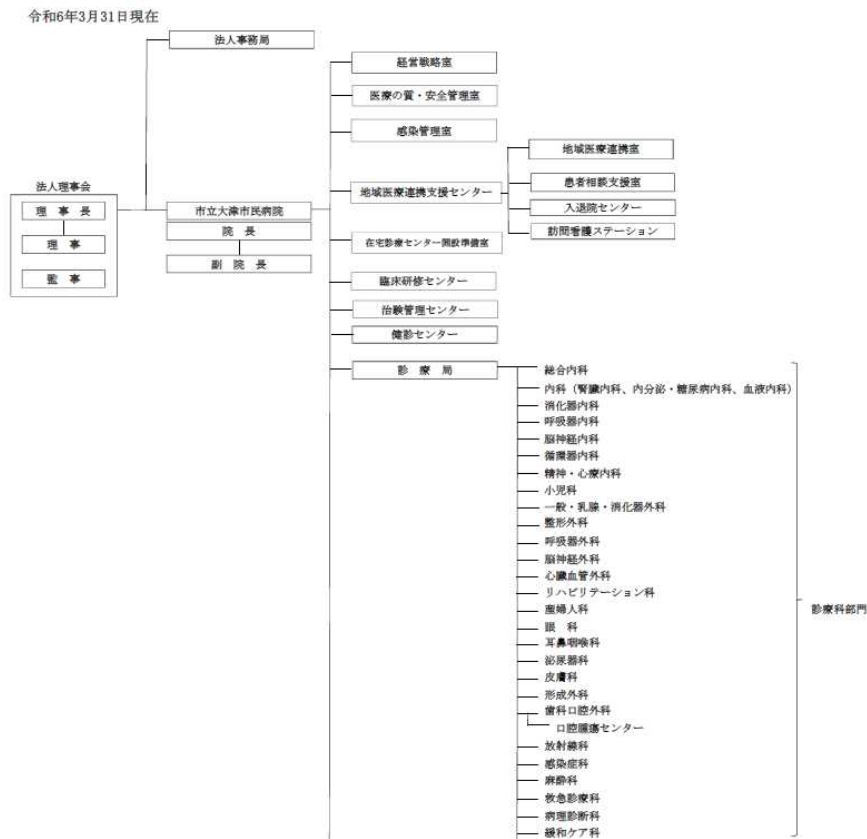 令和6年3月31日現在
法人事務局
経営戦略室
医療の質・安全管理室
感染管理室
地域医療連携室
地域医療連携支援センター
患者相談支援室
入退院センター
訪問看護ステーション
法人理事会
理 事 長
理 事
監 事
市立大津市民病院
院 長
副 院 長
在宅診療センター開設準備室
臨床研修センター
治験管理センター
健診センター
診 療 局
総合内科
内科（腎臓内科、内分泌・糖尿病内科、血液内科）
消化器内科
呼吸器内科
脳神経内科
循環器内科
精神・心療内科
小児科
一般・乳腺・消化器外科
整形外科
呼吸器外科
脳神経外科
心臓血管外科
リハビリテーション科
産婦人科
眼 科
耳鼻咽喉科
泌尿器科
皮膚科
形成外科
歯科口腔外科
口腔腫瘍センター
放射線科
感染症科
麻酔科
救急診療科
病理診断科
緩和ケア科
診療科部門